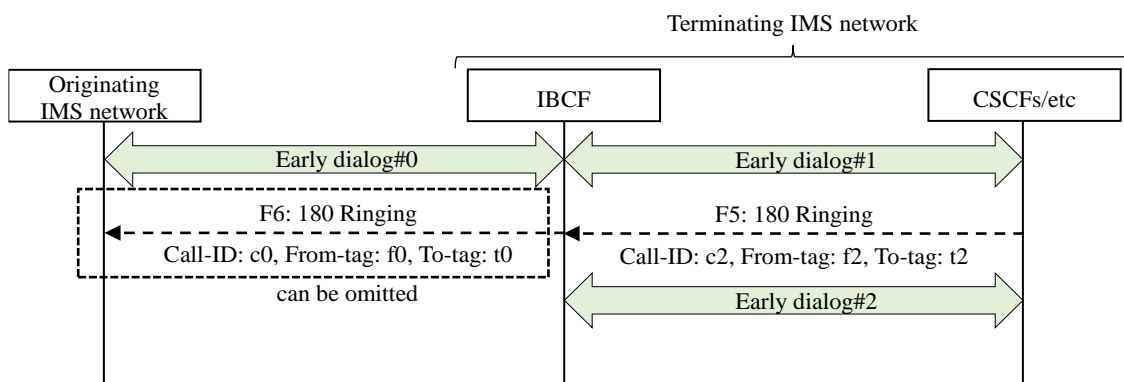 Terminating IMS network
Originating
IMS network
IBCF
CSCFs/etc
Early dialog#0
Early dialog#1
F6: 180 Ringing
F5: 180 Ringing
Call-ID: c0, From-tag: f0, To-tag: t0
Call-ID: c2, From-tag: f2, To-tag: t2
can be omitted
Early dialog#2